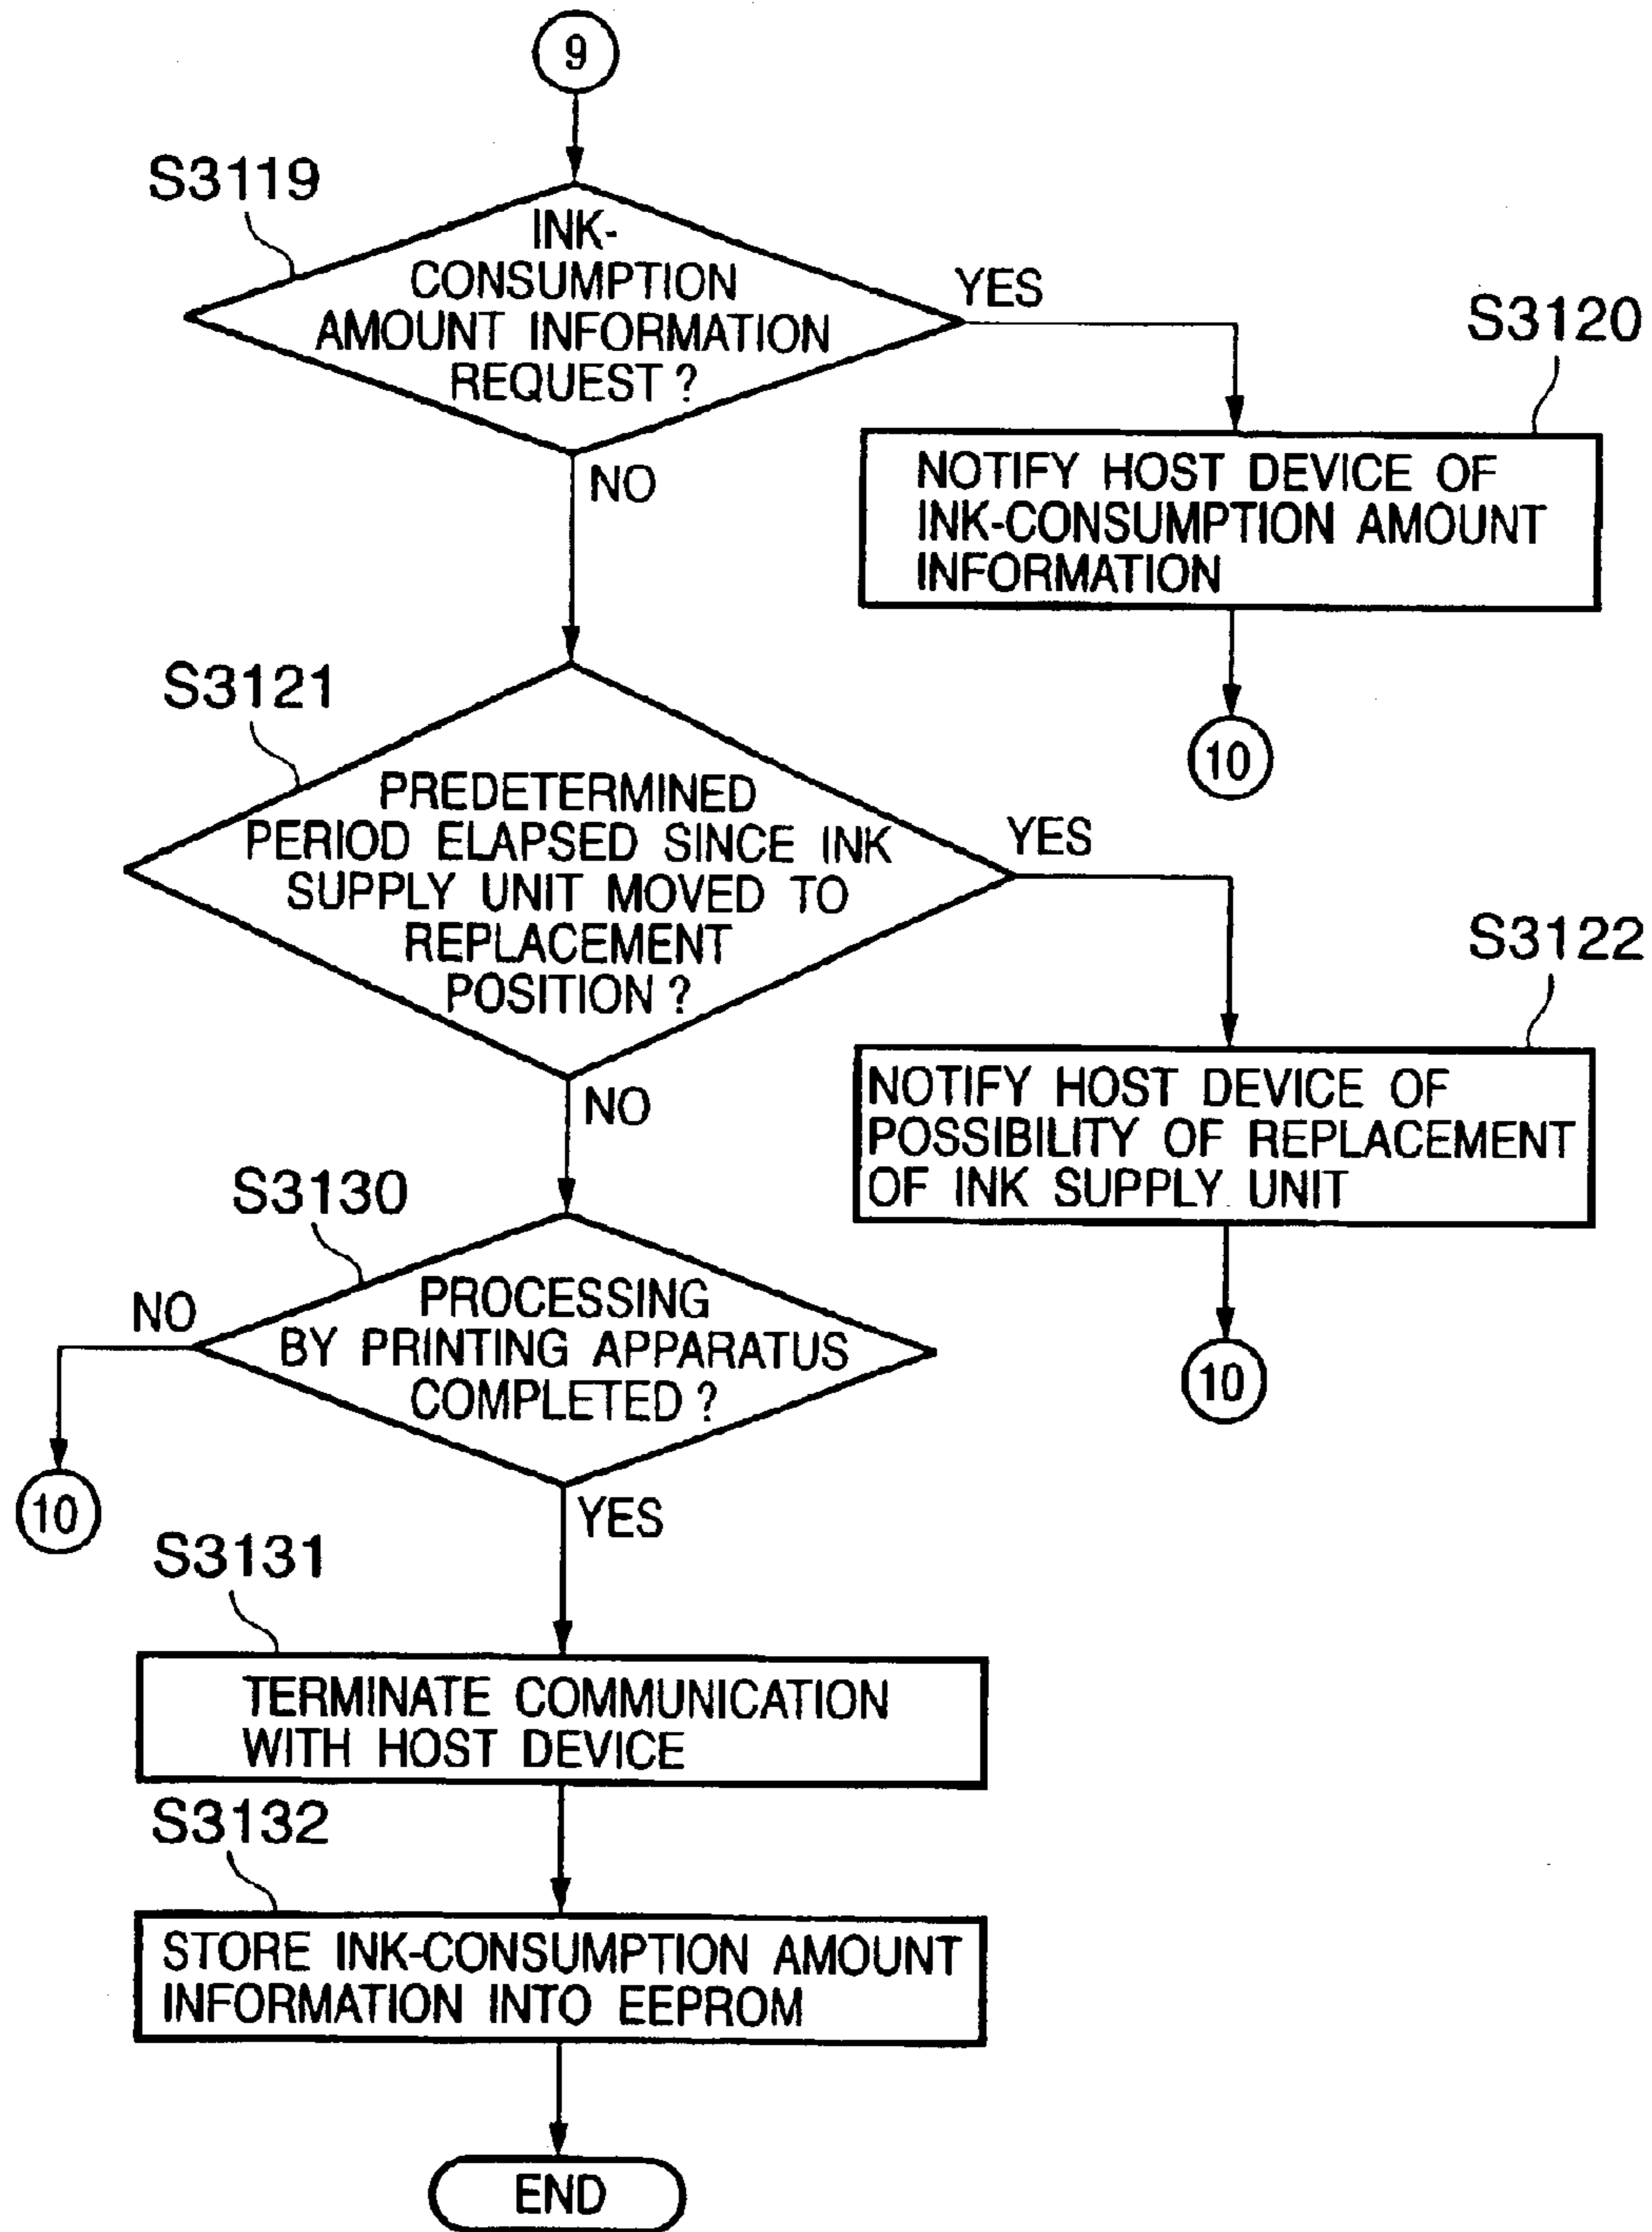 9
S3119
INK-
CONSUMPTION
AMOUNT INFORMATION
REQUEST ?
YES
NO
S3120
NOTIFY HOST DEVICE OF
INK-CONSUMPTION AMOUNT
INFORMATION
10
S3121
PREDETERMINED
PERIOD ELAPSED SINCE INK
SUPPLY UNIT MOVED TO
REPLACEMENT
POSITION ?
YES
NO
S3122
NOTIFY HOST DEVICE OF
POSSIBILITY OF REPLACEMENT
OF INK SUPPLY UNIT
10
S3130
PROCESSING
BY PRINTING APPARATUS
COMPLETED ?
NO
10
YES
S3131
TERMINATE COMMUNICATION
WITH HOST DEVICE
S3132
STORE INK-CONSUMPTION AMOUNT
INFORMATION INTO EEPROM
END